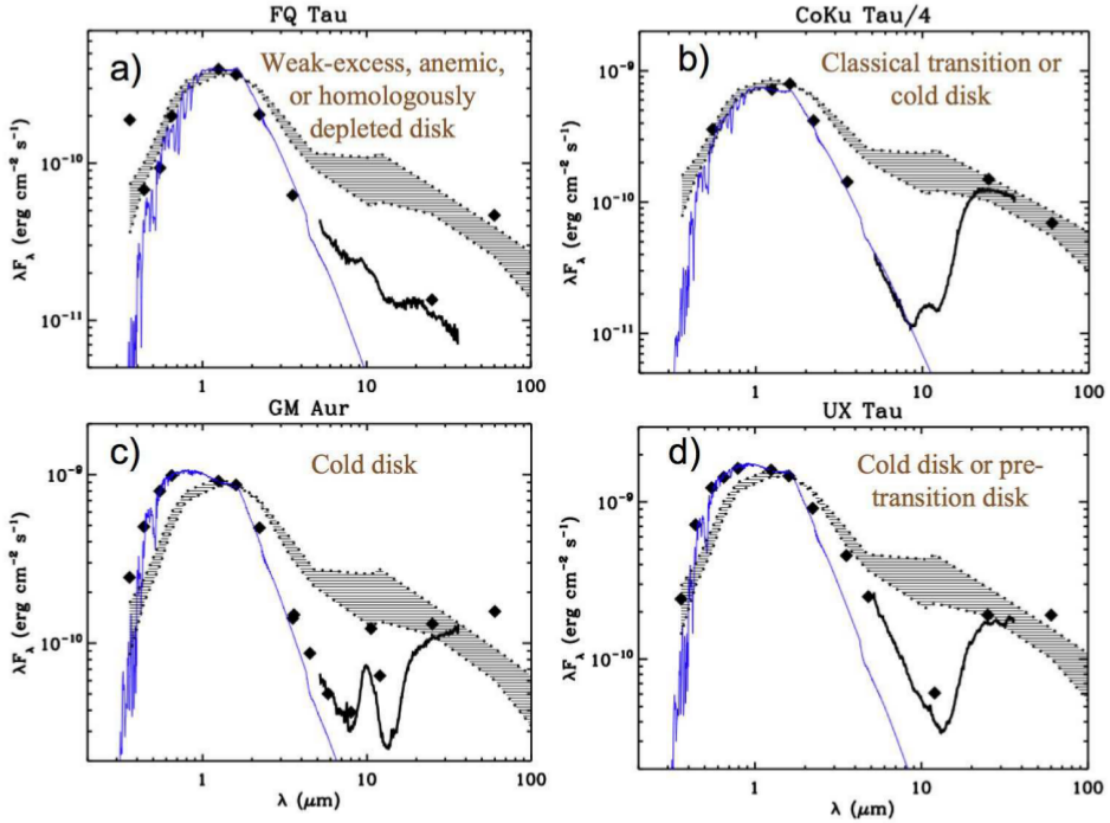 FQ Tau
a)
Weak-excess, anemic,
or homologously
depleted disk
10⁻¹⁰
10⁻¹¹
λFλ (erg cm⁻² s⁻¹)
1
10
100
CoKu Tau/4
b)
Classical transition or
cold disk
10⁻⁹
10⁻¹⁰
10⁻¹¹
λFλ (erg cm⁻² s⁻¹)
1
10
100
GM Aur
c)
Cold disk
10⁻⁹
10⁻¹⁰
λFλ (erg cm⁻² s⁻¹)
1
10
100
λ (μm)
UX Tau
d)
Cold disk or pre-
transition disk
10⁻⁹
10⁻¹⁰
λFλ (erg cm⁻² s⁻¹)
1
10
100
λ (μm)